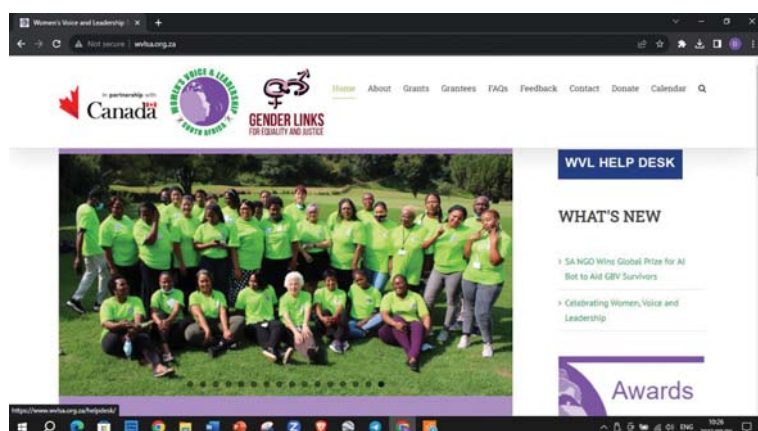 Women's Voice and Leadership
Not secure | wvlsa.org.za
in partnership with
Canada
WOMEN'S VOICE & LEADERSHIP
SOUTH AFRICA
GENDER LINKS
FOR EQUALITY AND JUSTICE
Home About Grants Grantees FAQs Feedback Contact Donate Calendar
WVL HELP DESK
WHAT'S NEW
> SA NGO Wins Global Prize for AI
Bot to Aid GBV Survivors
> Celebrating Women, Voice and
Leadership
Awards
https://www.wvlsa.org.za/helpdesk/
ENG
10:26